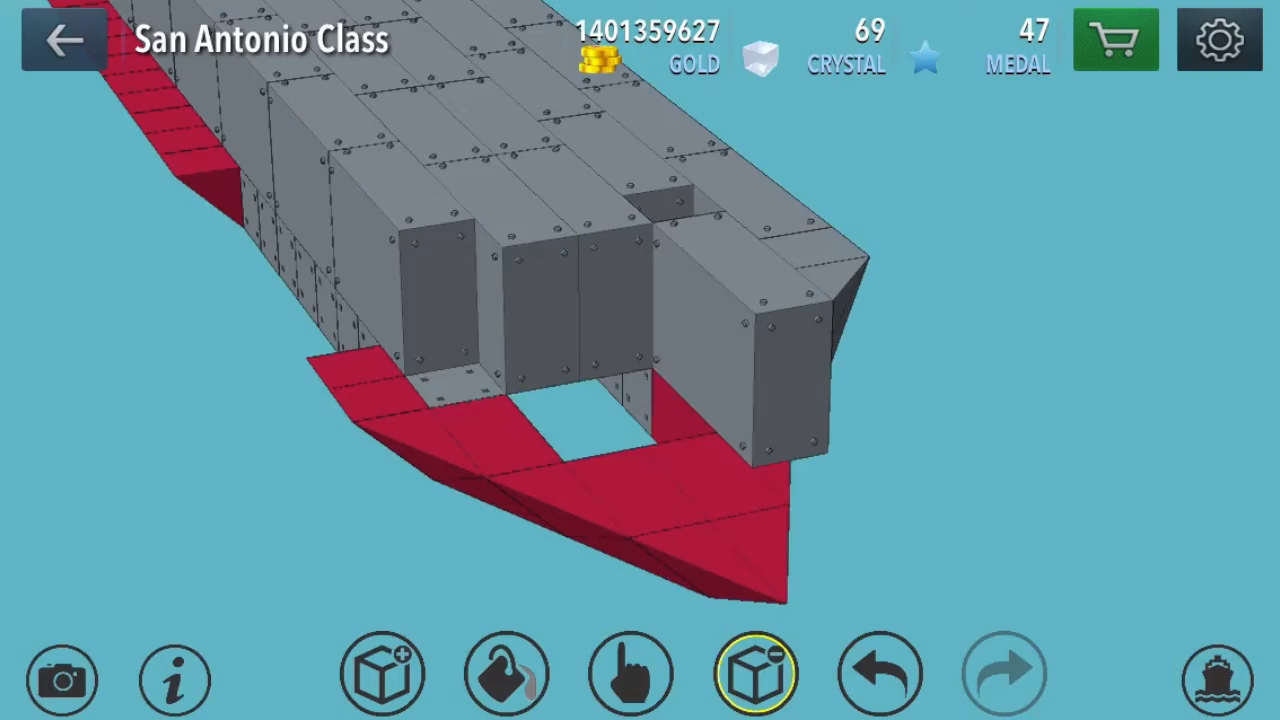 San Antonio Class
1401359627
GOLD
69
CRYSTAL
47
MEDAL